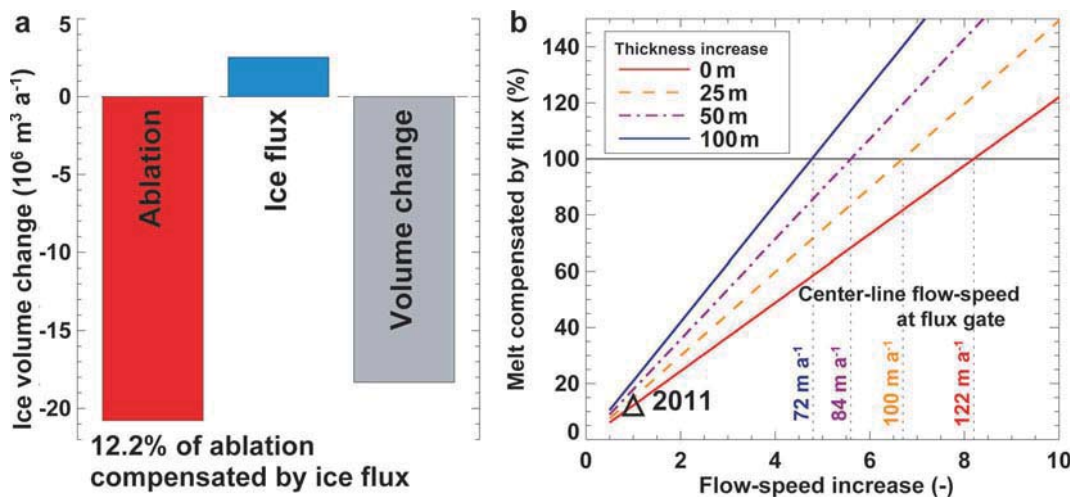 a
Ice volume change (10⁶ m³ a⁻¹)
5
0
-5
-10
-15
-20
Ablation
Ice flux
Volume change
12.2% of ablation
compensated by ice flux
b
Melt compensated by flux (%)
140
120
100
80
60
40
20
0
Thickness increase
0 m
25 m
50 m
100 m
Center-line flow-speed
at flux gate
72 m a⁻¹
84 m a⁻¹
100 m a⁻¹
122 m a⁻¹
2011
0
2
4
6
8
10
Flow-speed increase (-)